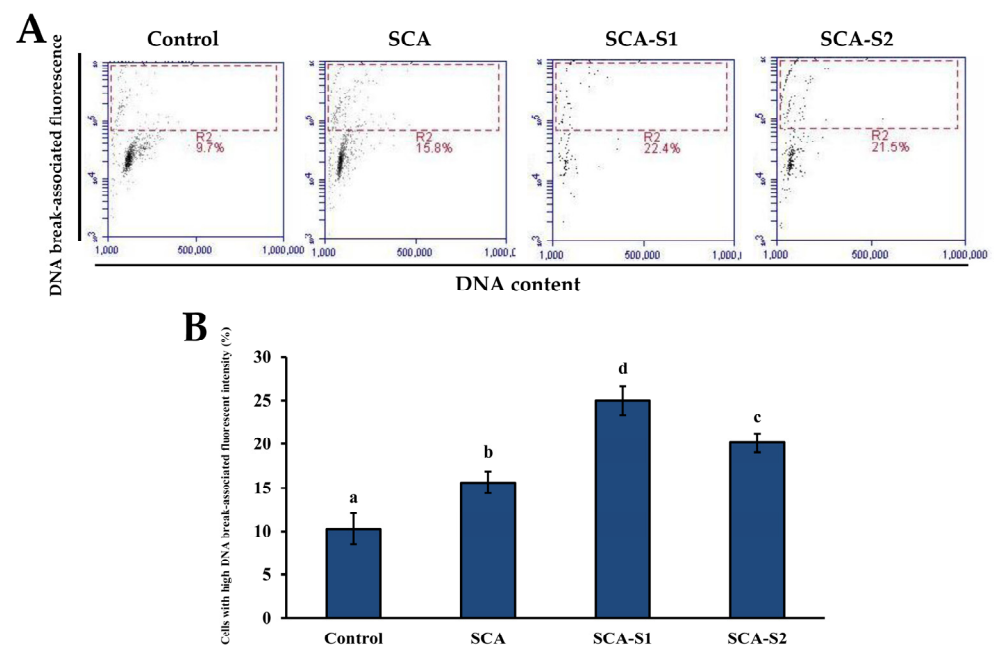 A
Control SCA SCA-S1 SCA-S2
DNA break-associated fluorescence
R2
9.7%
R2
15.8%
R2
22.4%
R2
21.5%
1,000 500,000 1,000,000
1,000 500,000
1,000 500,000
1,000 500,000 1,000
DNA content
B
Cells with high DNA break-associated fluorescent intensity (%)
30
25
20
15
10
5
0
a
b
d
c
Control SCA SCA-S1 SCA-S2